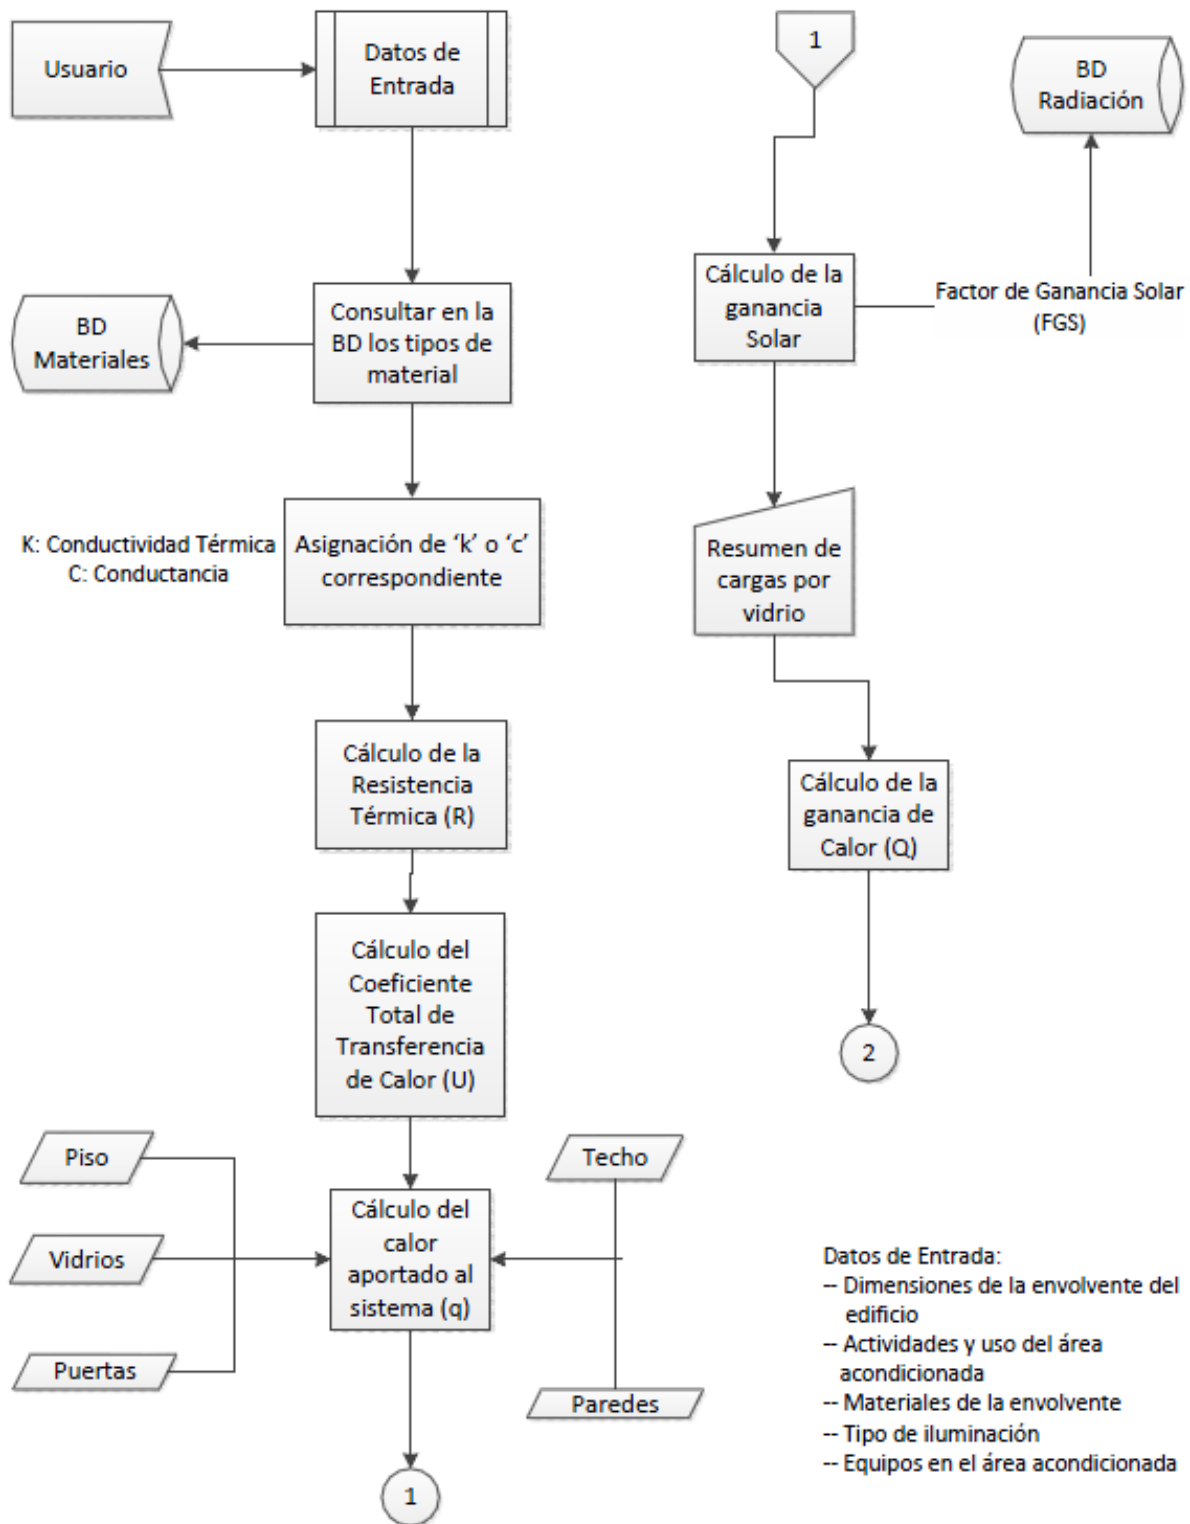 Usuario
Datos de
Entrada
Consultar en la
BD los tipos de
material
BD
Materiales
K: Conductividad Térmica
C: Conductancia
Asignación de ‘k’ o ‘c’
correspondiente
Cálculo de la
Resistencia
Térmica (R)
Cálculo del
Coeficiente
Total de
Transferencia
de Calor (U)
Piso
Vidrios
Puertas
Cálculo del
calor
aportado al
sistema (q)
Techo
Paredes
1
1
BD
Radiación
Cálculo de la
ganancia
Solar
Factor de Ganancia Solar
(FGS)
Resumen de
cargas por
vidrio
Cálculo de la
ganancia de
Calor (Q)
2
Datos de Entrada:
-- Dimensiones de la envolvente del
edificio
-- Actividades y uso del área
acondicionada
-- Materiales de la envolvente
-- Tipo de iluminación
-- Equipos en el área acondicionada